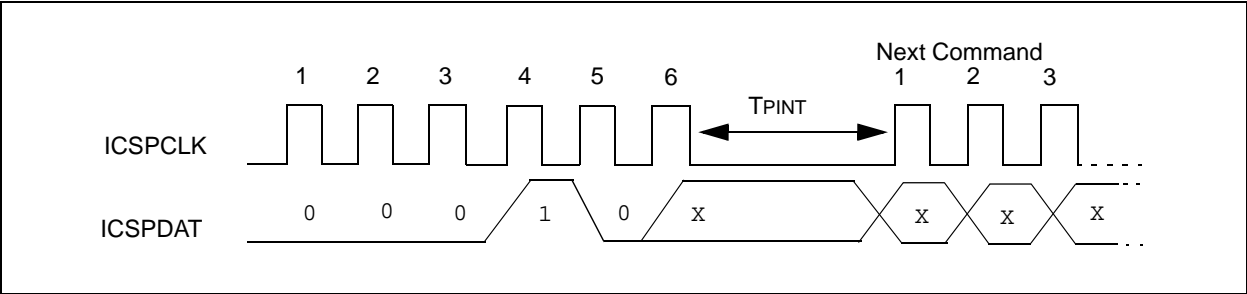 Next Command
1 2 3 4 5 6 1 2 3
TPINT
ICSPCLK
ICSPDAT
0 0 0 1 0 x x x x